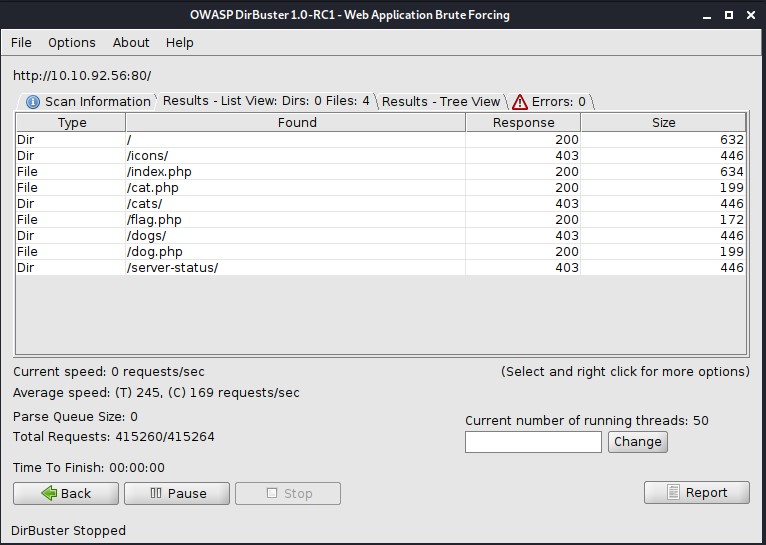 OWASP DirBuster 1.0-RC1 - Web Application Brute Forcing
File Options About Help
http://10.10.92.56:80/
Scan Information Results - List View: Dirs: 0 Files: 4 Results - Tree View Errors: 0
Type Found Response Size
Dir / 200 632
Dir /icons/ 403 446
File /index.php 200 634
File /cat.php 200 199
Dir /cats/ 403 446
File /flag.php 200 172
Dir /dogs/ 403 446
File /dog.php 200 199
Dir /server-status/ 403 446
Current speed: 0 requests/sec (Select and right click for more options)
Average speed: (T) 245, (C) 169 requests/sec
Parse Queue Size: 0 Current number of running threads: 50
Total Requests: 415260/415264 Change
Time To Finish: 00:00:00
Back Pause Stop Report
DirBuster Stopped